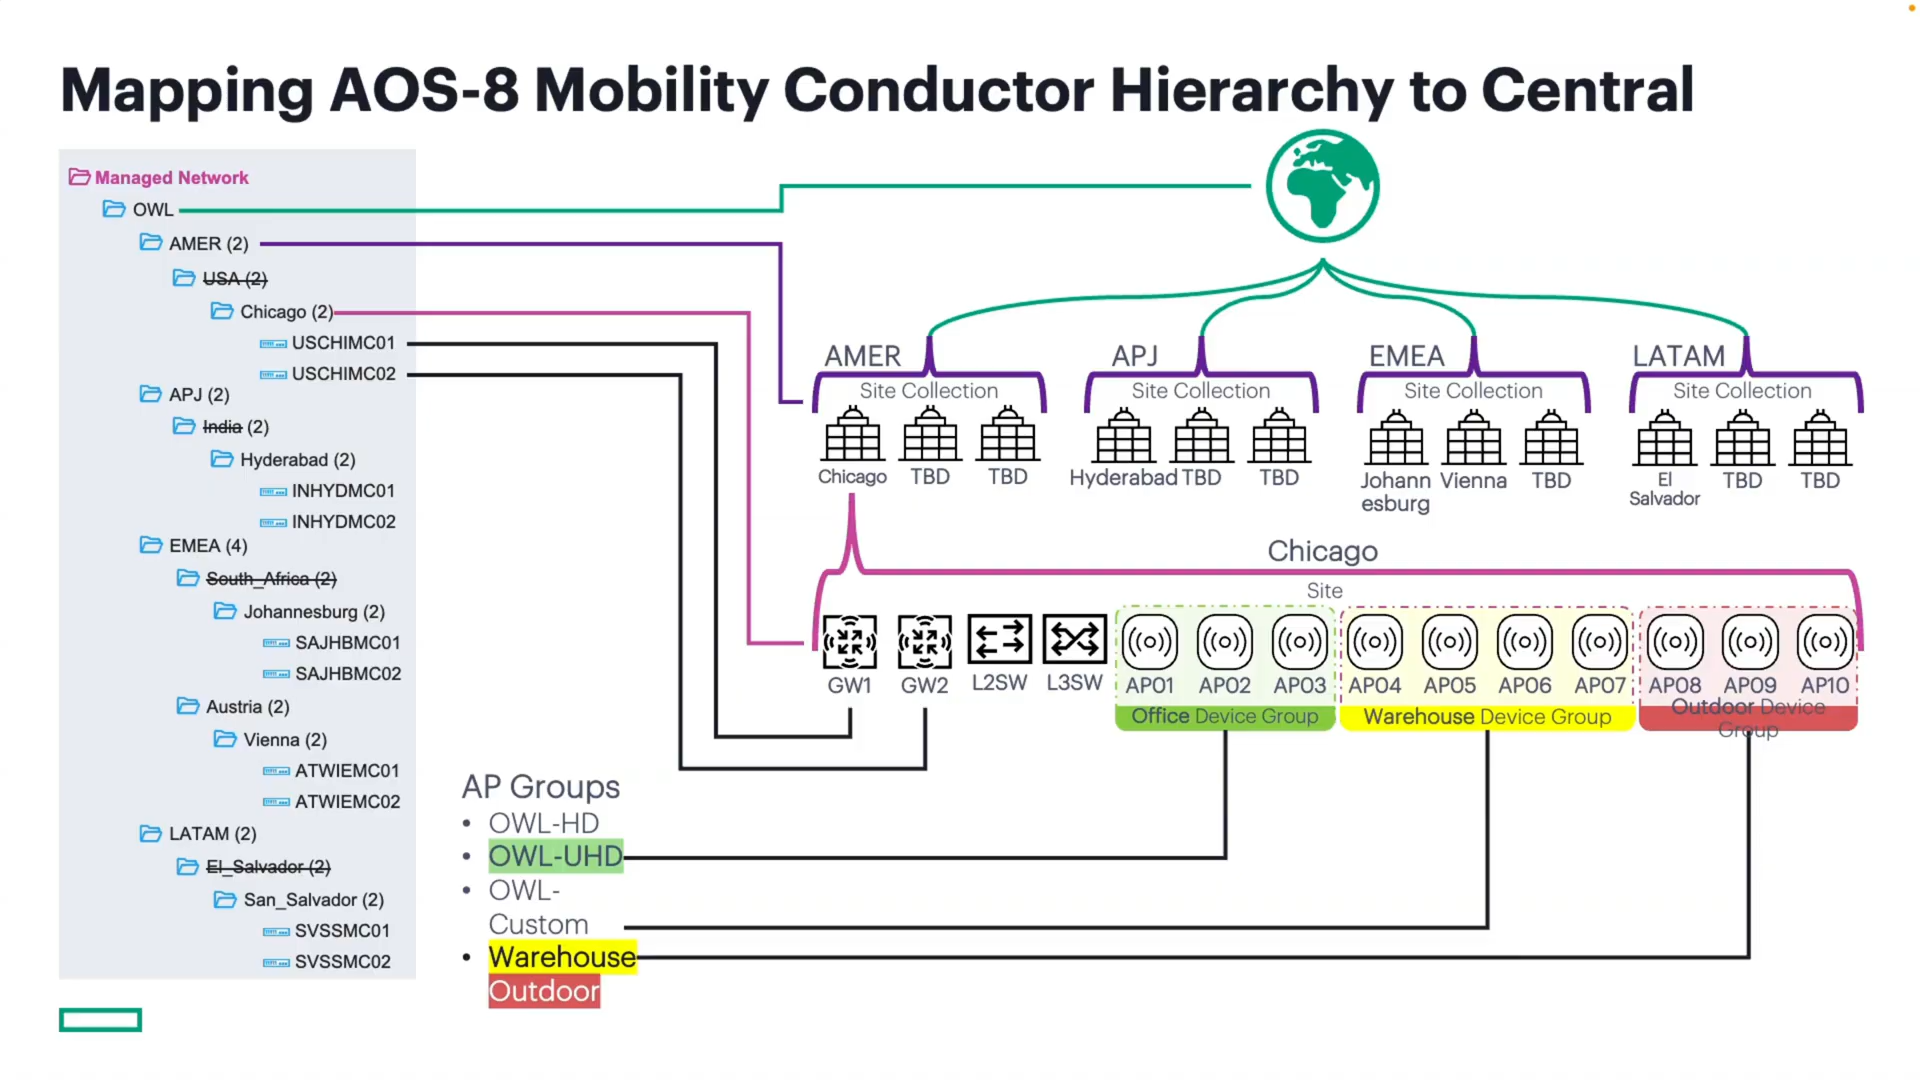 Mapping AOS-8 Mobility Conductor Hierarchy to Central
Managed Network
OWL
AMER (2)
USA (2)
Chicago (2)
USCHIMC01
USCHIMC02
APJ (2)
India (2)
Hyderabad (2)
INHYDMC01
INHYDMC02
EMEA (4)
South_Africa (2)
Johannesburg (2)
SAJHBMC01
SAJHBMC02
Austria (2)
Vienna (2)
ATWIEMC01
ATWIEMC02
LATAM (2)
El_Salvador (2)
San_Salvador (2)
SVSSMC01
SVSSMC02
AMER
Site Collection
Chicago TBD TBD
APJ
Site Collection
Hyderabad TBD TBD
EMEA
Site Collection
Johann
esburg Vienna TBD
LATAM
Site Collection
El
Salvador TBD TBD
Chicago
Site
GW1 GW2 L2SW L3SW AP01 AP02 AP03 AP04 AP05 AP06 AP07 AP08 AP09 AP10
Office Device Group
Warehouse Device Group
Outdoor Device
Group
AP Groups
• OWL-HD
• OWL-UHD
• OWL-
Custom
• Warehouse
Outdoor